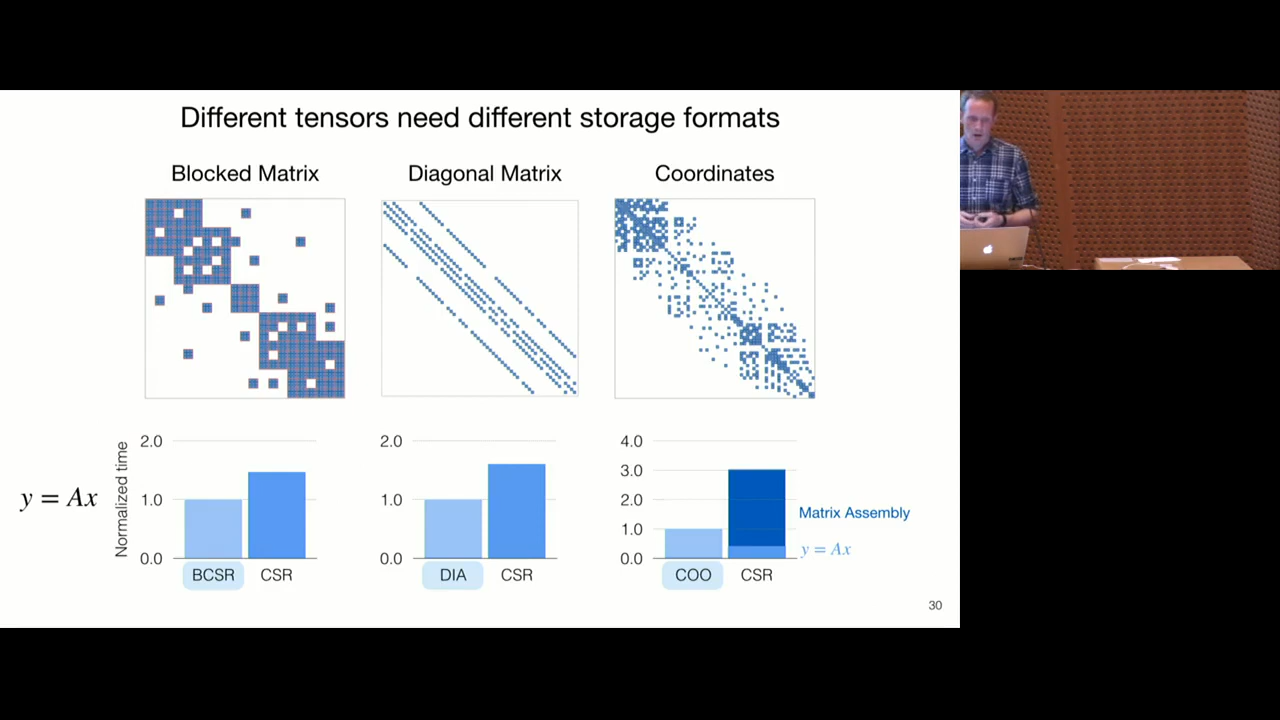 Different tensors need different storage formats
Blocked Matrix
Diagonal Matrix
Coordinates
y = Ax
Normalized time
2.0
1.0
0.0
BCSR
CSR
2.0
1.0
0.0
DIA
CSR
4.0
3.0
2.0
1.0
0.0
COO
CSR
Matrix Assembly
y = Ax
30